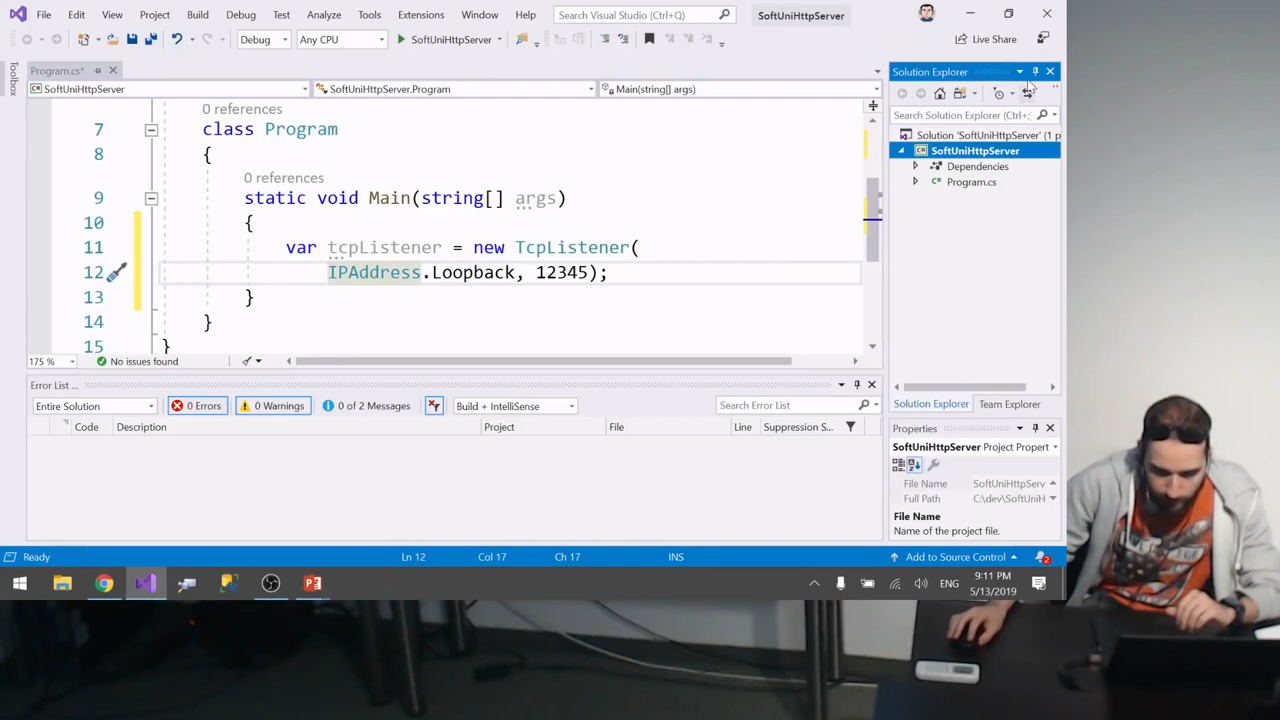 File Edit View Project Build Debug Test Analyze Tools Extensions Window Help Search Visual Studio (Ctrl+Q) SoftUniHttpServer
Debug Any CPU SoftUniHttpServer Live Share
Toolbox
Program.cs*
SoftUniHttpServer SoftUniHttpServer.Program Main(string[] args)
0 references
7 class Program
8 {
0 references
9 static void Main(string[] args)
10 {
11 var tcpListener = new TcpListener(
12 IPAddress.Loopback, 12345);
13 }
14 }
15 }
175 % No issues found
Error List ...
Entire Solution 0 Errors 0 Warnings 0 of 2 Messages Build + IntelliSense Search Error List
Code Description Project File Line Suppression S...
Solution Explorer
Search Solution Explorer (Ctrl+;
Solution 'SoftUniHttpServer' (1 p
SoftUniHttpServer
Dependencies
Program.cs
Solution Explorer Team Explorer
Properties
SoftUniHttpServer Project Propert
File Name SoftUniHttpServ
Full Path C:\dev\SoftUniH
File Name
Name of the project file.
Ready Ln 12 Col 17 Ch 17 INS Add to Source Control 2
ENG 9:11 PM
5/13/2019